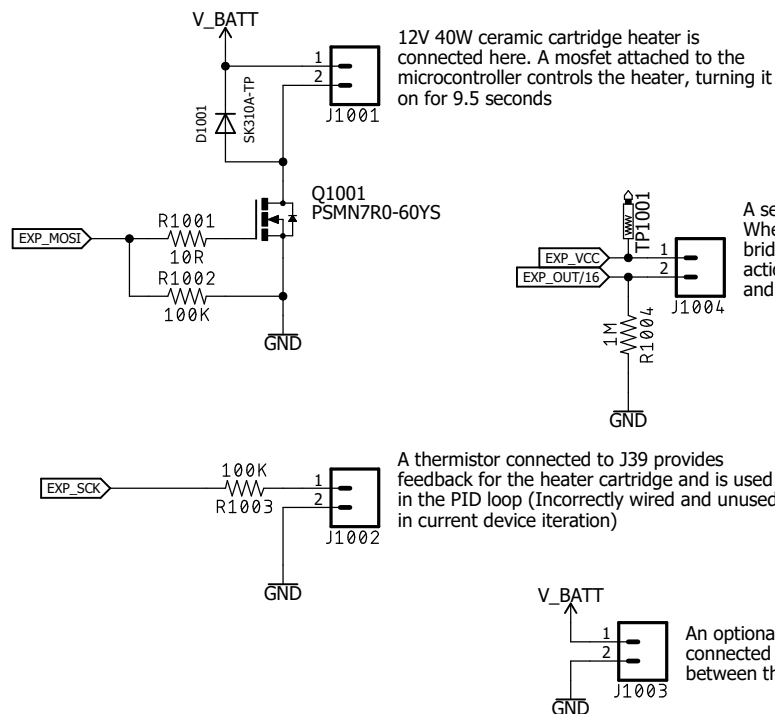 V_BATT
12V 40W ceramic cartridge heater is
connected here. A mosfet attached to the
microcontroller controls the heater, turning it
on for 9.5 seconds
1
2
J1001
D1001
SK310A-TP
Q1001
PSMN7R0-60YS
EXP_MOSI
R1001
10R
R1002
100K
GND
TP1001
A se
Whe
brid
actio
and
EXP_VCC
EXP_OUT/16
1
2
J1004
1M
R1004
GND
A thermistor connected to J39 provides
feedback for the heater cartridge and is used
in the PID loop (Incorrectly wired and unused
in current device iteration)
EXP_SCK
100K
R1003
1
2
J1002
GND
V_BATT
An optiona
connected
between th
1
2
J1003
GND